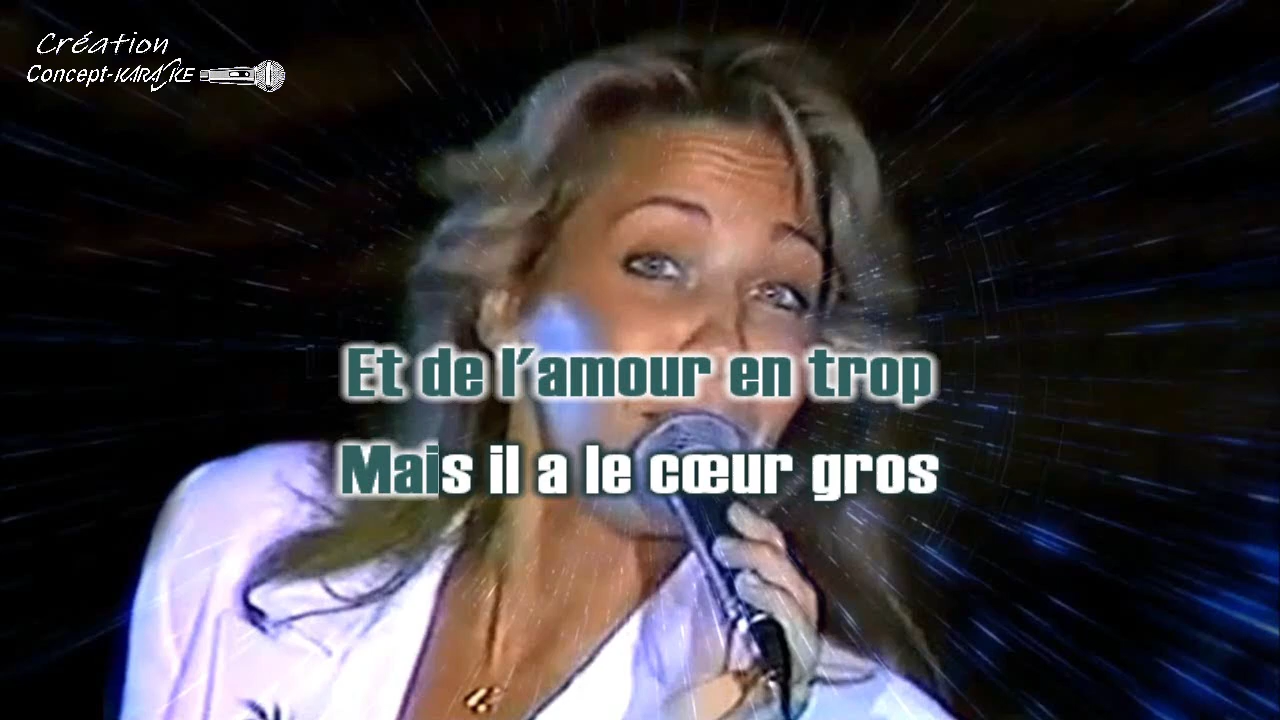 Création
Concept-KARAOKE
Et de l'amour en trop
Mais il a le cœur gros